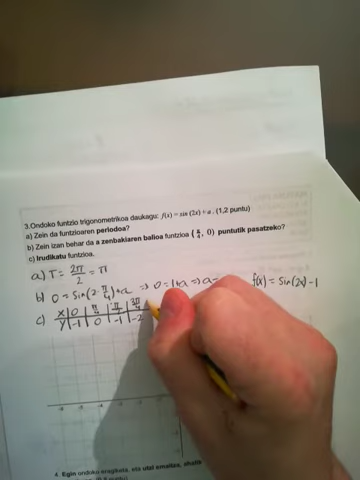 3.Ondoko funtzio trigonometrikoa daukagu: f(x) = sin (2x) + a. (1,2 puntu)
a) Zein da funtzioaren periodoa?
b) Zein izan behar da a zenbakiaren balioa funtzioa (π/4, 0) puntutik pasatzeko?
c) Irudikatu funtzioa.
a) T = 2π/2 = π
b) 0 = sin(2·π/4)+a => 0 = 1+a => a= f(x) = sin(2x) - 1
c) x | 0 | π/4 | π/2 | 3π/4
y | -1 | 0 | -1 | -2
4. Egin ondoko eragiketa, eta